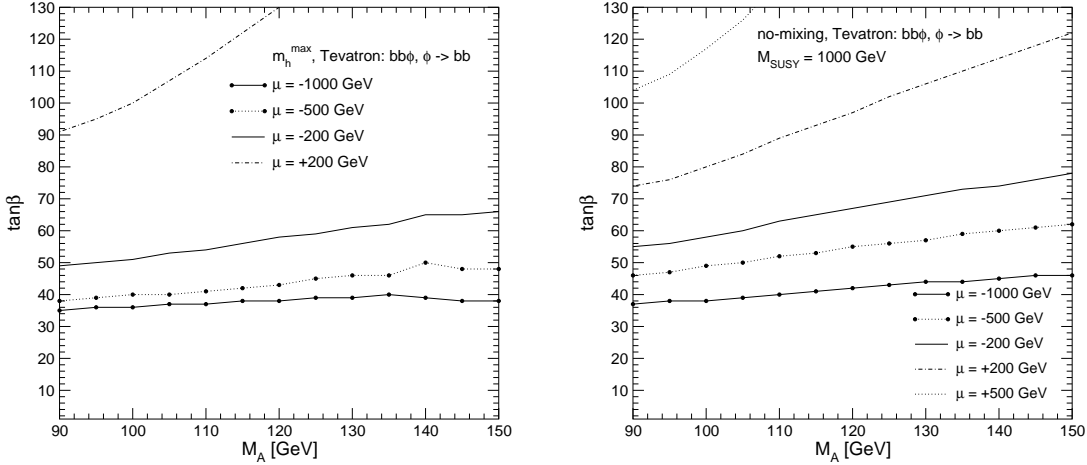 130
120
110
100
90
80
70
60
50
40
30
20
10
tanβ
m_h^max, Tevatron: bbϕ, ϕ -> bb
μ = -1000 GeV
μ = -500 GeV
μ = -200 GeV
μ = +200 GeV
90 100 110 120 130 140 150
M_A [GeV]
130
120
110
100
90
80
70
60
50
40
30
20
10
tanβ
no-mixing, Tevatron: bbϕ, ϕ -> bb
M_SUSY = 1000 GeV
μ = -1000 GeV
μ = -500 GeV
μ = -200 GeV
μ = +200 GeV
μ = +500 GeV
90 100 110 120 130 140 150
M_A [GeV]